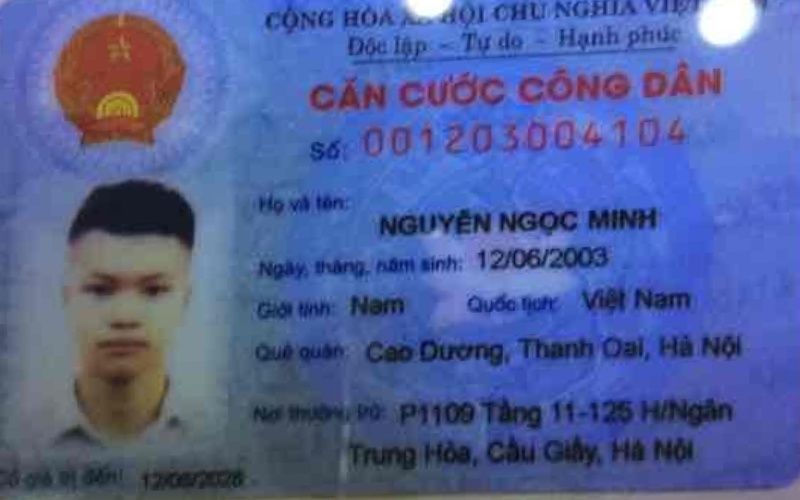 CỘNG HÒA XÃ HỘI CHỦ NGHĨA VIỆT NAM
Độc lập - Tự do - Hạnh phúc
CĂN CƯỚC CÔNG DÂN
Số: 001203004104
Họ và tên:
NGUYỄN NGỌC MINH
Ngày, tháng, năm sinh: 12/06/2003
Giới tính: Nam Quốc tịch: Việt Nam
Quê quán: Cao Dương, Thanh Oai, Hà Nội
Nơi thường trú: P1109 Tầng 11-125 H/Ngân
Trung Hòa, Cầu Giấy, Hà Nội
Có giá trị đến: 12/06/2028